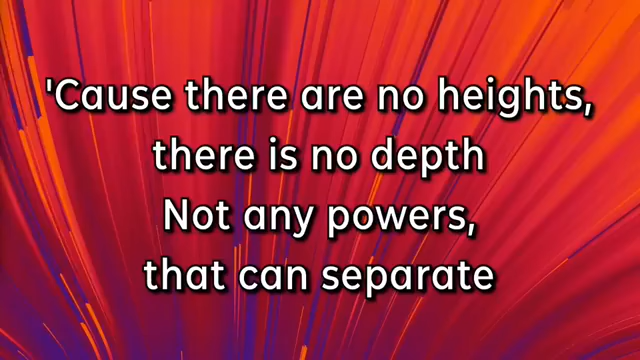 'Cause there are no heights,
there is no depth
Not any powers,
that can separate